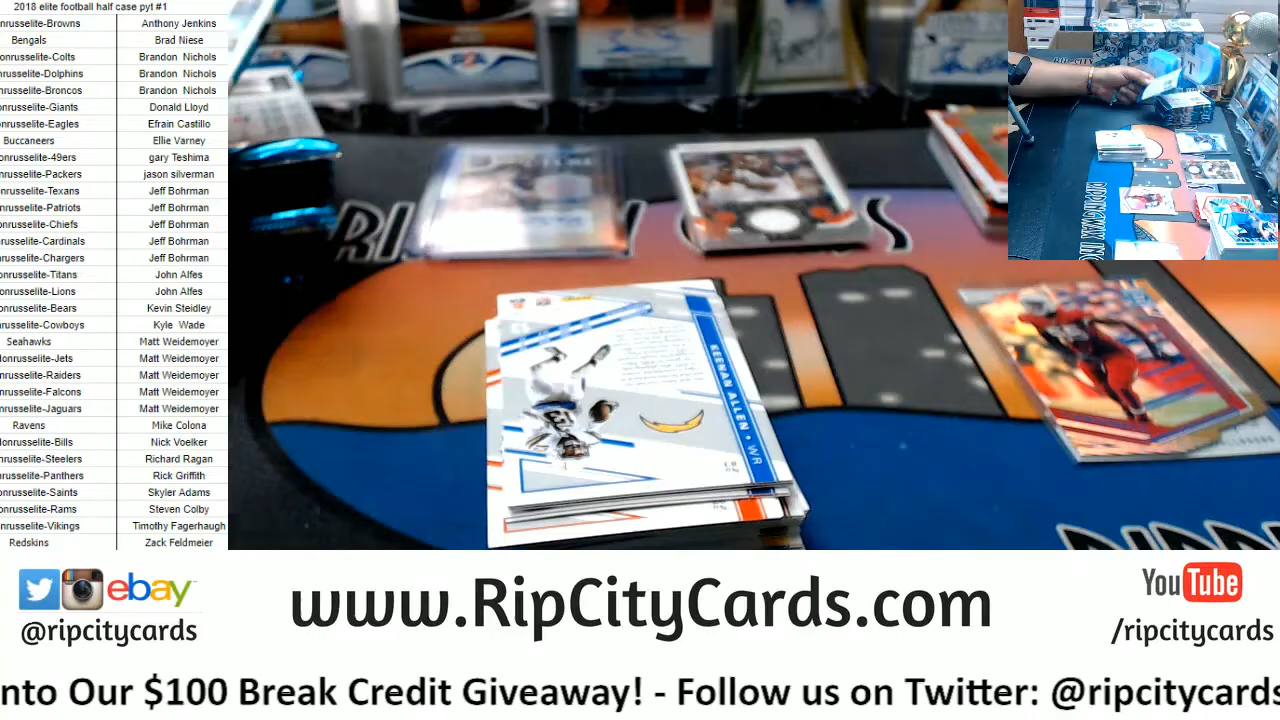 2018 elite football half case pyt #1
nrusselite-Browns Anthony Jenkins
Bengals Brad Niese
onrusselite-Colts Brandon Nichols
nrusselite-Dolphins Brandon Nichols
onrusselite-Broncos Brandon Nichols
onrusselite-Giants Donald Lloyd
onrusselite-Eagles Efrain Castillo
Buccaneers Ellie Varney
onrusselite-49ers gary Teshima
nrusselite-Packers jason silverman
onrusselite-Texans Jeff Bohrman
nrusselite-Patriots Jeff Bohrman
onrusselite-Chiefs Jeff Bohrman
nrusselite-Cardinals Jeff Bohrman
nrusselite-Chargers Jeff Bohrman
onrusselite-Titans John Alfes
onrusselite-Lions John Alfes
onrusselite-Bears Kevin Steidley
nrusselite-Cowboys Kyle Wade
Seahawks Matt Weidemoyer
onrusselite-Jets Matt Weidemoyer
onrusselite-Raiders Matt Weidemoyer
onrusselite-Falcons Matt Weidemoyer
nrusselite-Jaguars Matt Weidemoyer
Ravens Mike Colona
onrusselite-Bills Nick Voelker
nrusselite-Steelers Richard Ragan
nrusselite-Panthers Rick Griffith
onrusselite-Saints Skyler Adams
onrusselite-Rams Steven Colby
onrusselite-Vikings Timothy Fagerhaugh
Redskins Zack Feldmeier
KEENAN ALLEN • WR
ebay
@ripcitycards
www.RipCityCards.com
YouTube
/ripcitycards
nto Our $100 Break Credit Giveaway! - Follow us on Twitter: @ripcitycards